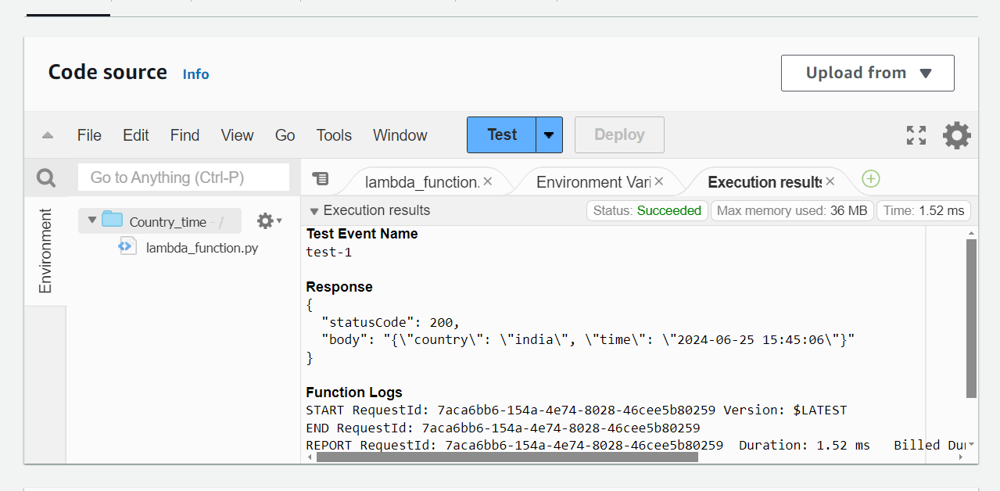 Code source Info
Upload from
File Edit Find View Go Tools Window Test Deploy
Go to Anything (Ctrl-P)
lambda_function. Environment Vari Execution results
Environment
Country_time - /
lambda_function.py
Execution results
Status: Succeeded Max memory used: 36 MB Time: 1.52 ms
Test Event Name
test-1
Response
{
"statusCode": 200,
"body": "{\"country\": \"india\", \"time\": \"2024-06-25 15:45:06\"}"
}
Function Logs
START RequestId: 7aca6bb6-154a-4e74-8028-46cee5b80259 Version: $LATEST
END RequestId: 7aca6bb6-154a-4e74-8028-46cee5b80259
REPORT RequestId: 7aca6bb6-154a-4e74-8028-46cee5b80259 Duration: 1.52 ms Billed Dur